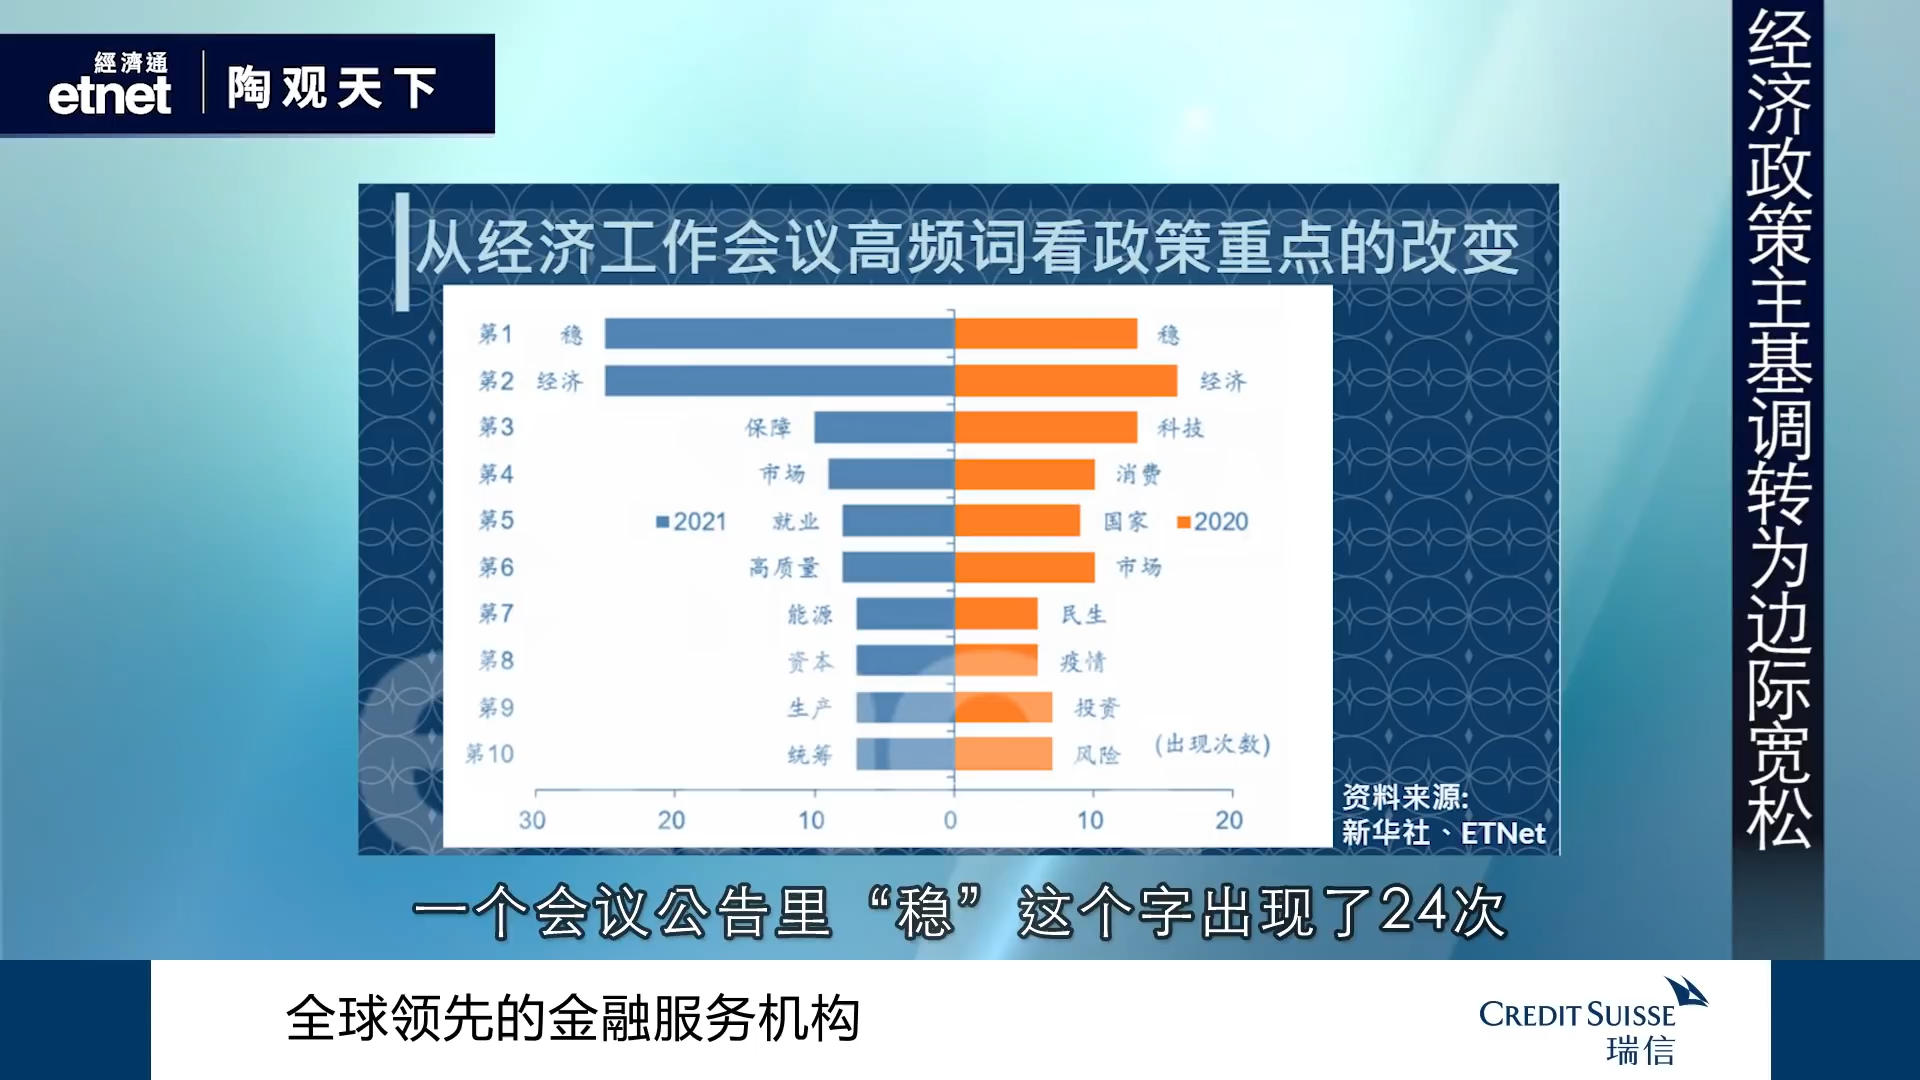 經濟通
etnet
陶观天下
经济政策主基调转为边际宽松
从经济工作会议高频词看政策重点的改变
第1 稳 稳
第2 经济 经济
第3 保障 科技
第4 市场 消费
第5 ■2021 就业 国家 ■2020
第6 高质量 市场
第7 能源 民生
第8 资本 疫情
第9 生产 投资
第10 统筹 风险 (出现次数)
30 20 10 0 10 20
资料来源:
新华社、ETNet
一个会议公告里“稳”这个字出现了24次
全球领先的金融服务机构
CREDIT SUISSE
瑞信